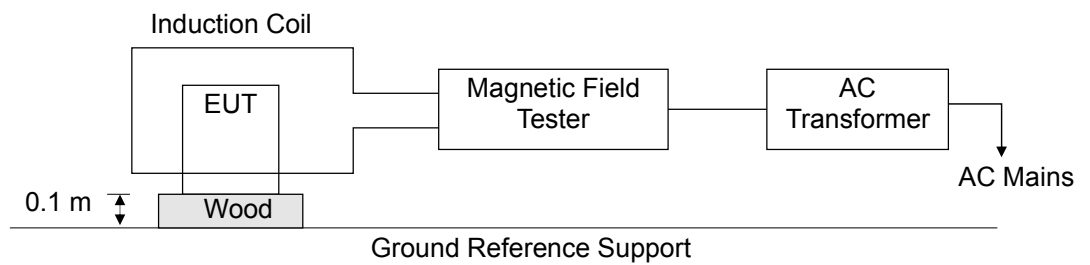 Induction Coil
EUT
Magnetic Field
Tester
AC
Transformer
AC Mains
0.1 m
Wood
Ground Reference Support